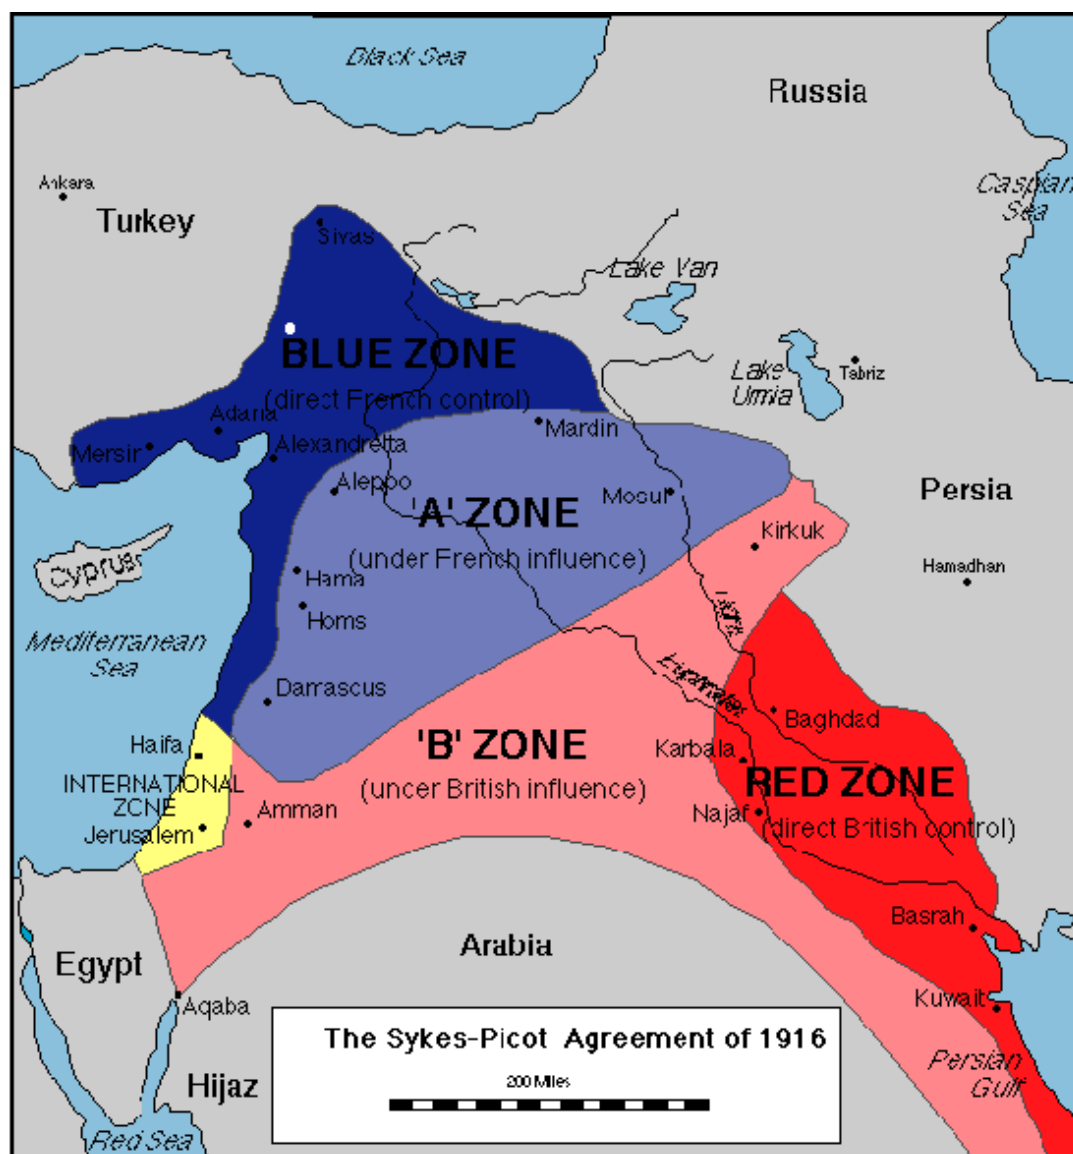 Black Sea
Russia
Ankara
Caspian
Sea
Turkey
Sivas
Lake Van
BLUE ZONE
(direct French control)
Lake
Urmia
Tabriz
Adana
Mersir
Alexandretta
Mardin
Aleppo
Mosul
Persia
'A' ZONE
(under French influence)
Kirkuk
Cyprus
Hama
Hamadhan
Homs
Tigris
Mediterranean
Sea
Euphrates
Damascus
Baghdad
Haifa
'B' ZONE
(uncer British influence)
Karbala
INTERNATIONAL
ZCNE
RED ZONE
(direct British control)
Amman
Najaf
Jerusalem
Basrah
Arabia
Egypt
Aqaba
Kuwait
The Sykes-Picot Agreement of 1916
200 Miles
Persian
Gulf
Hijaz
Red Sea